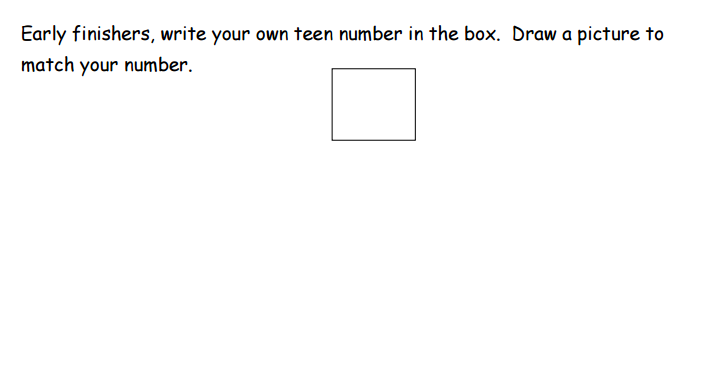 Early finishers, write your own teen number in the box.  Draw a picture to
match your number.